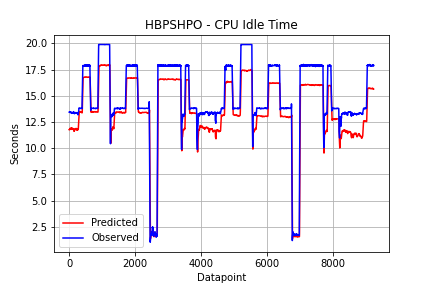 HBPSHPO - CPU Idle Time
20.0
17.5
15.0
12.5
10.0
7.5
5.0
2.5
Seconds
Predicted
Observed
0 2000 4000 6000 8000
Datapoint